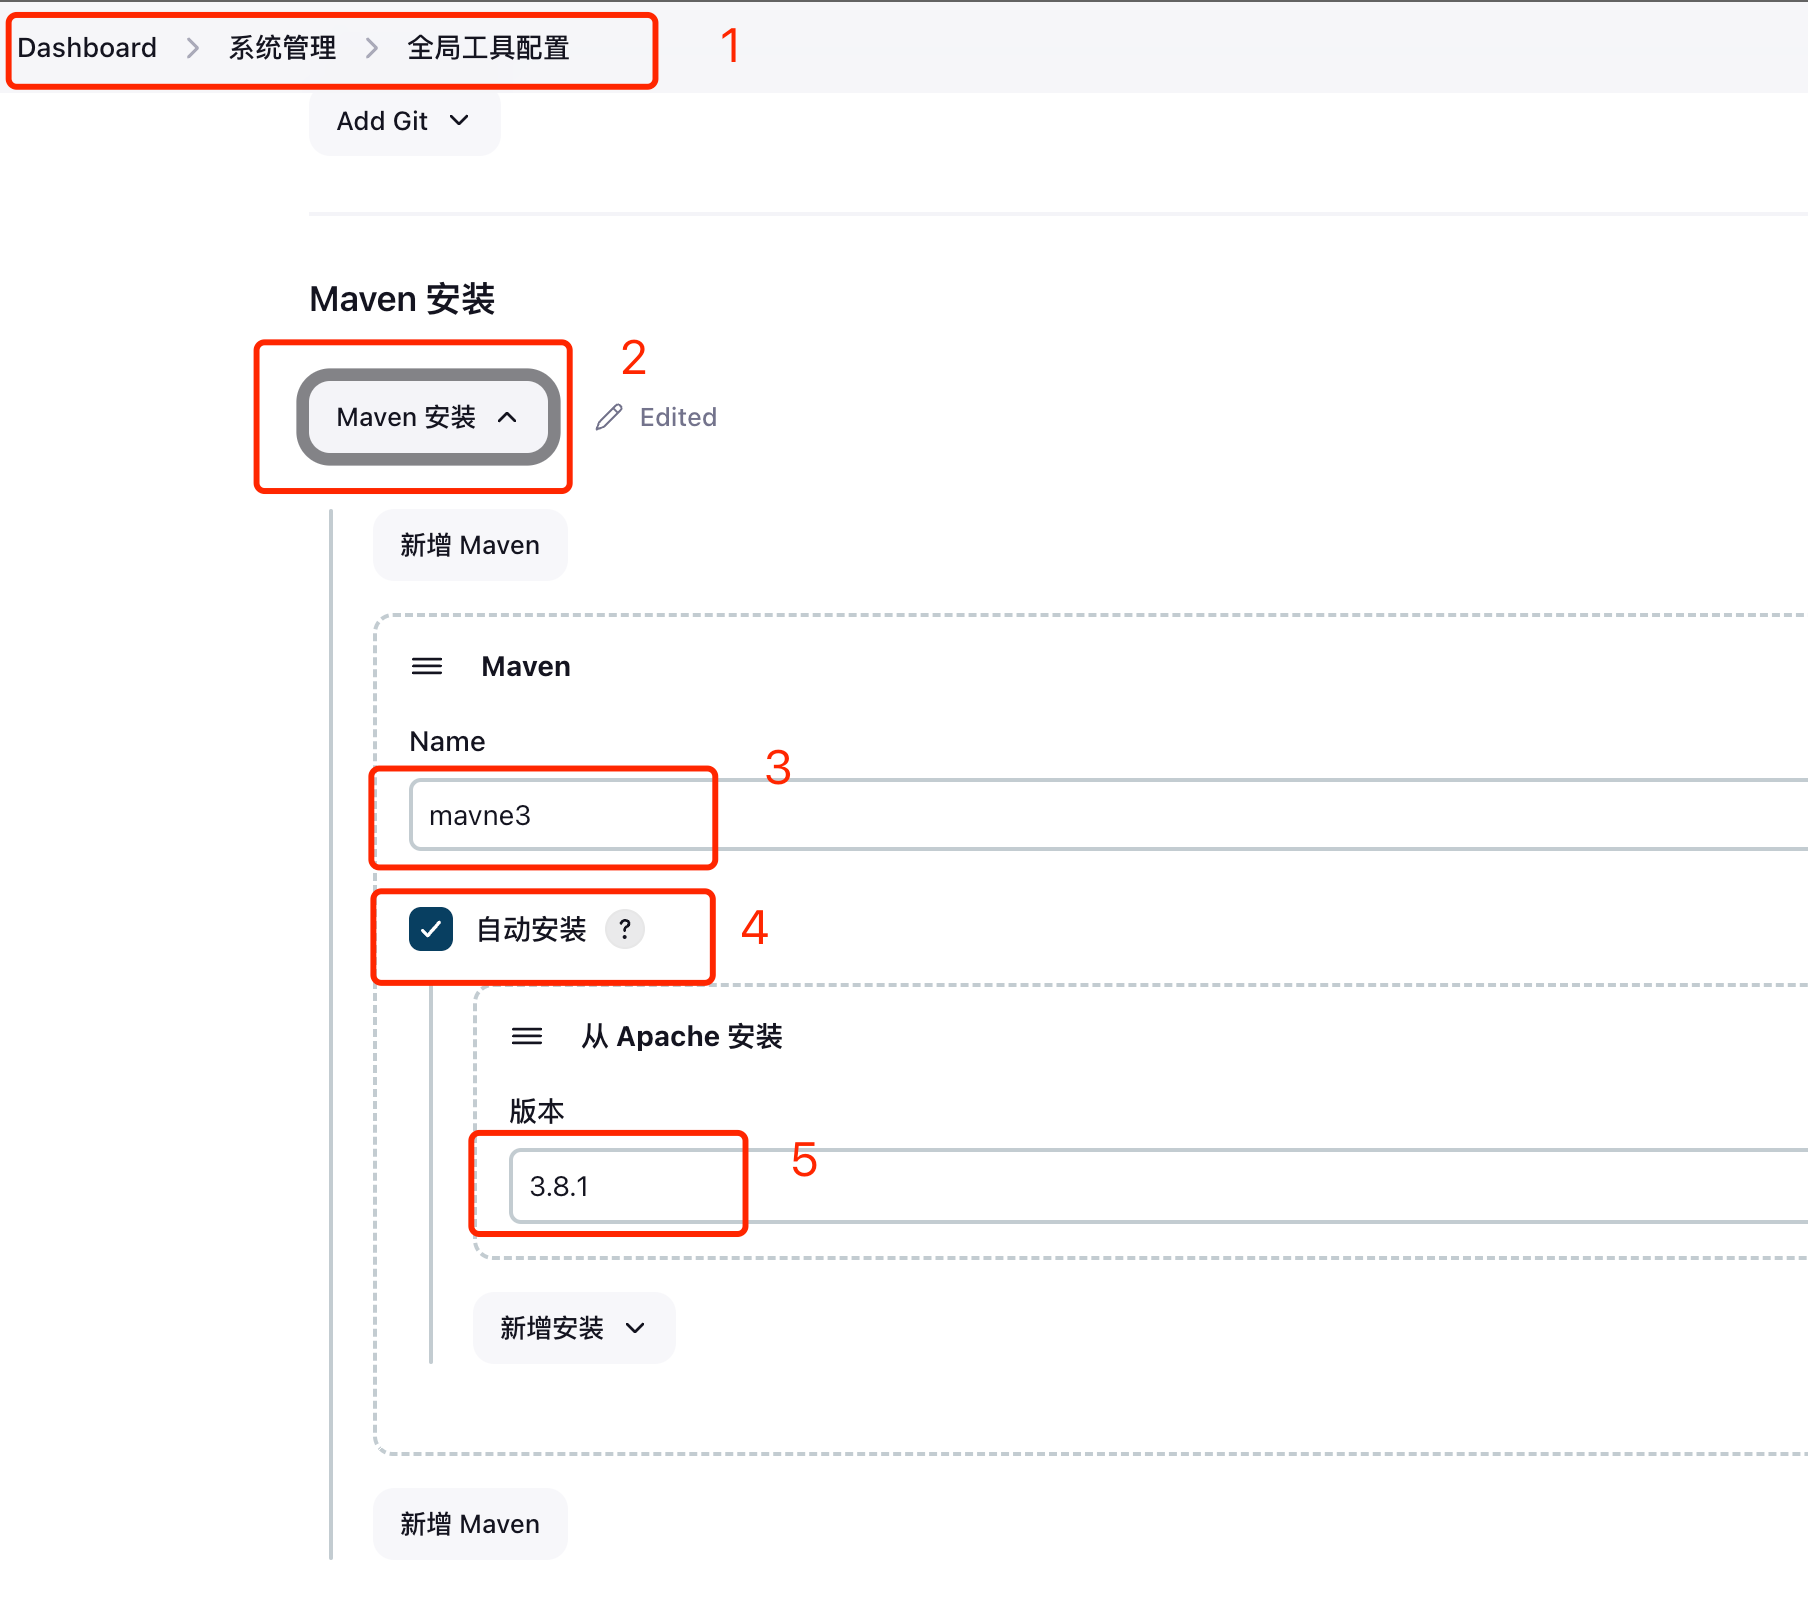 Dashboard > 系统管理 > 全局工具配置 1
Add Git
Maven 安装
2
Maven 安装 Edited
新增 Maven
Maven
Name
3
mavne3
自动安装 ? 4
从 Apache 安装
版本
5
3.8.1
新增安装
新增 Maven